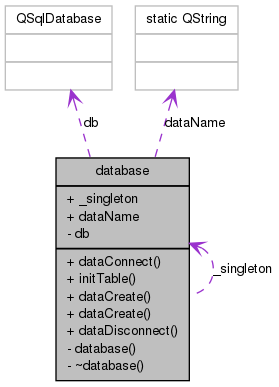 QSqlDatabase
static QString
db
dataName
database
+ _singleton
+ dataName
- db
+ dataConnect()
+ initTable()
+ dataCreate()
+ dataCreate()
+ dataDisconnect()
- database()
- ~database()
_singleton